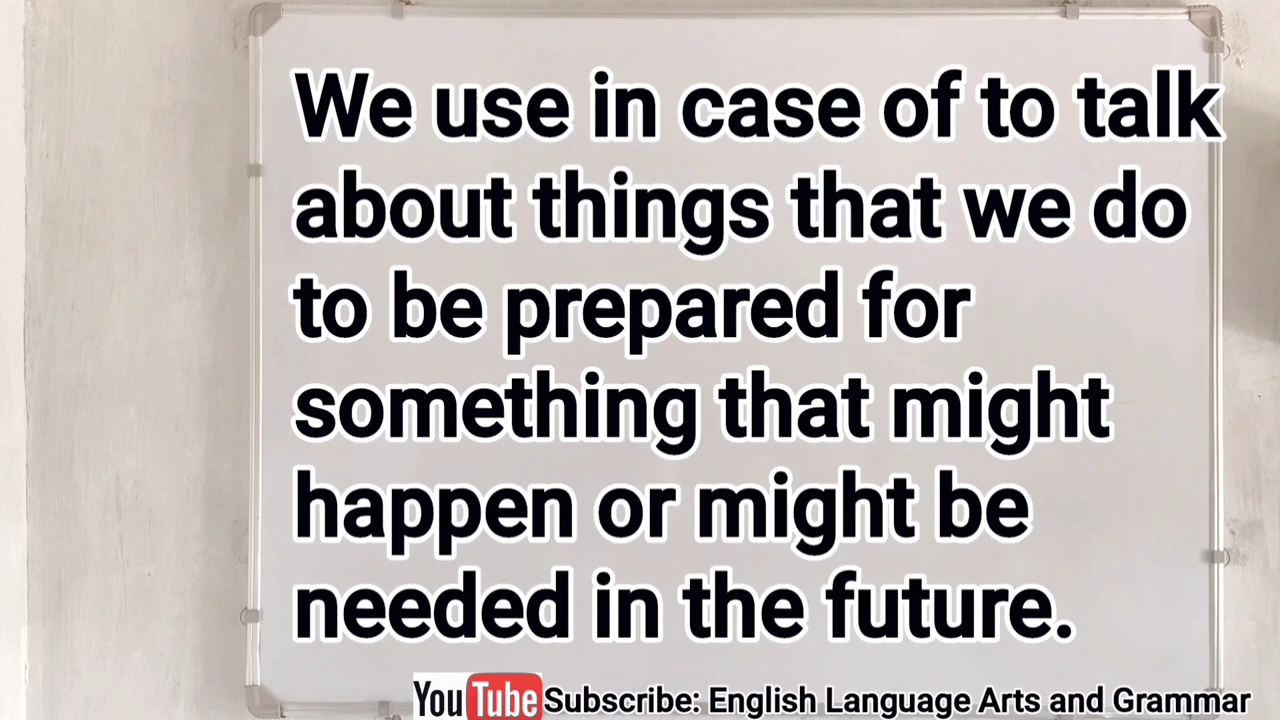 We use in case of to talk
about things that we do
to be prepared for
something that might
happen or might be
needed in the future.
YouTube Subscribe: English Language Arts and Grammar